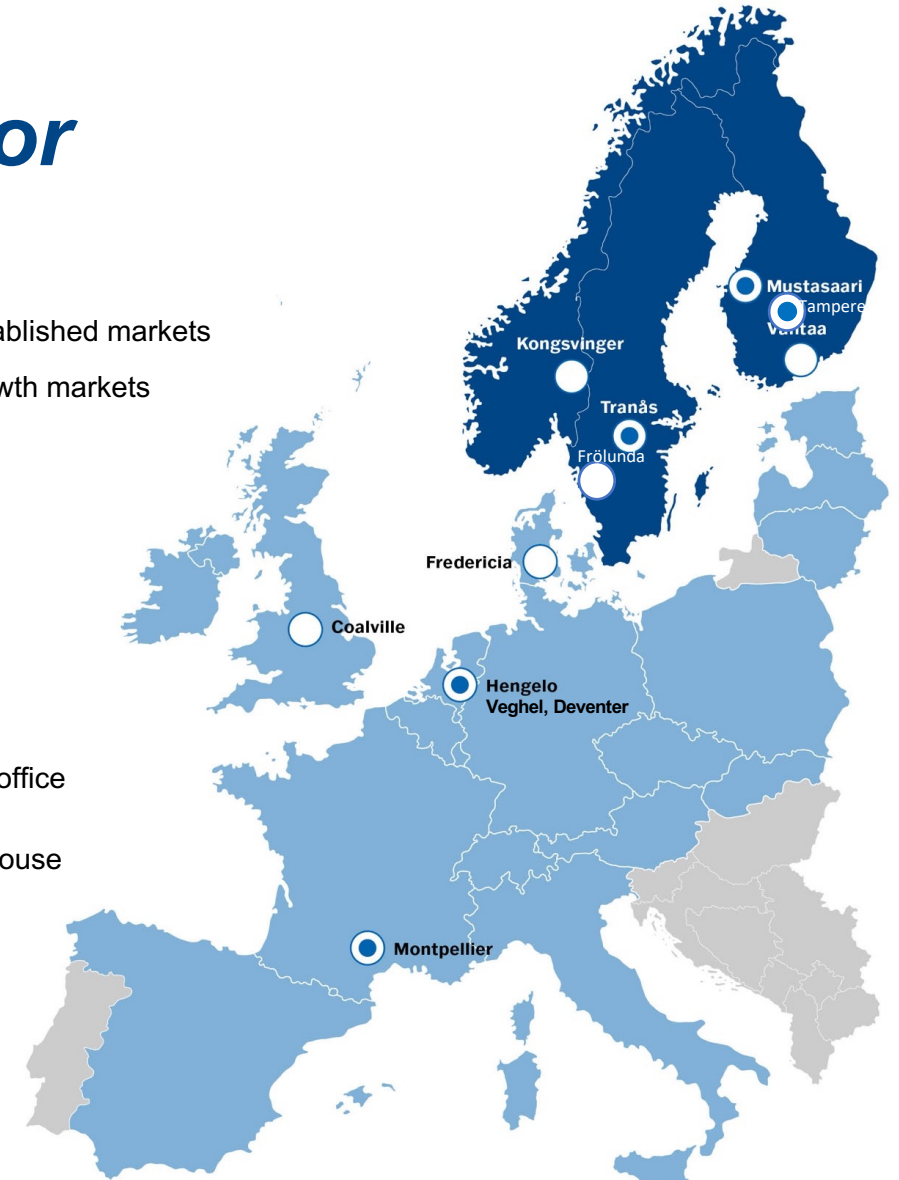 or
ablished markets
wth markets
Mustasaari
Tampere
Vantaa
Kongsvinger
Tranås
Frölunda
Fredericia
Coalville
Hengelo
Veghel, Deventer
office
ouse
Montpellier